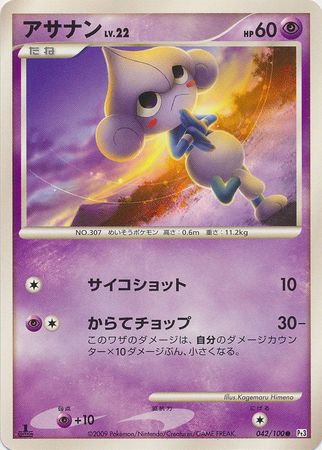 アサナン LV.22 HP60
たね
NO.307 めいそうポケモン 高さ：0.6m 重さ：11.2kg
サイコショット 10
からてチョップ 30-
このワザのダメージは、自分のダメージカウン
ター×10ダメージぶん、小さくなる。
Illus.Kagemaru Himeno
弱点 +10 抵抗力 にげる
1 EDITION ©2009 Pokémon/Nintendo/Creatures/GAME FREAK. 042/100●